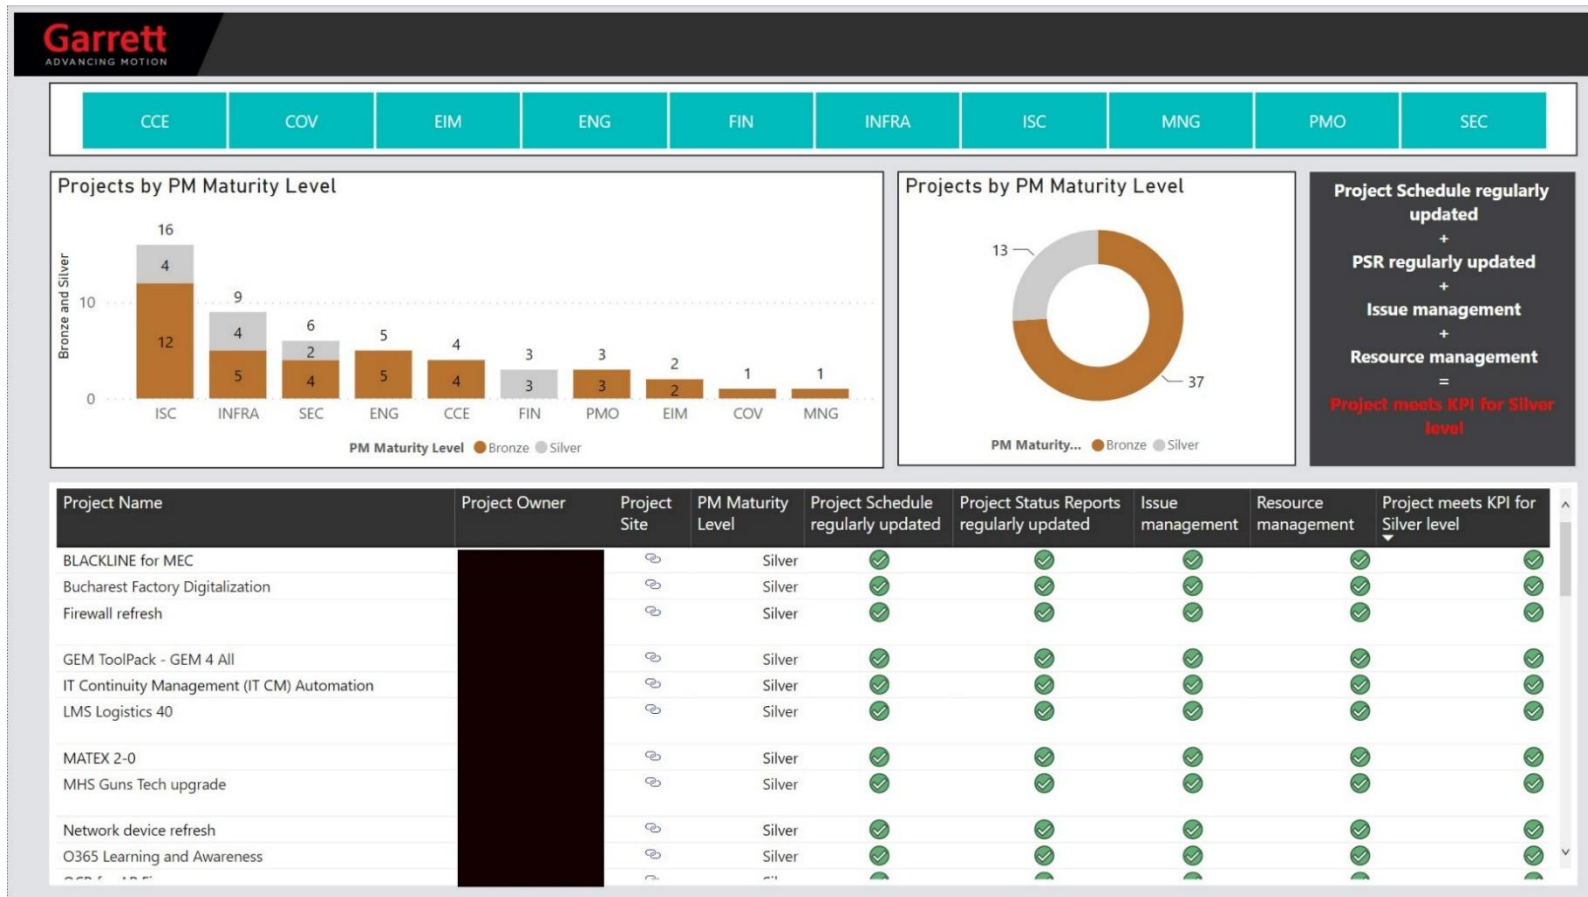 Garrett
ADVANCING MOTION
CCE COV EIM ENG FIN INFRA ISC MNG PMO SEC
Projects by PM Maturity Level
Bronze and Silver
10
0
16
4
12
9
4
5
6
2
4
5
5
4
4
3
3
3
3
2
2
1
1
ISC INFRA SEC ENG CCE FIN PMO EIM COV MNG
PM Maturity Level Bronze Silver
Projects by PM Maturity Level
13
37
PM Maturity... Bronze Silver
Project Schedule regularly
updated
+
PSR regularly updated
+
Issue management
+
Resource management
=
Project meets KPI for Silver
level
Project Name Project Owner Project Site PM Maturity Level Project Schedule regularly updated Project Status Reports regularly updated Issue management Resource management Project meets KPI for Silver level
BLACKLINE for MEC Silver
Bucharest Factory Digitalization Silver
Firewall refresh Silver
GEM ToolPack - GEM 4 All Silver
IT Continuity Management (IT CM) Automation Silver
LMS Logistics 40 Silver
MATEX 2-0 Silver
MHS Guns Tech upgrade Silver
Network device refresh Silver
O365 Learning and Awareness Silver